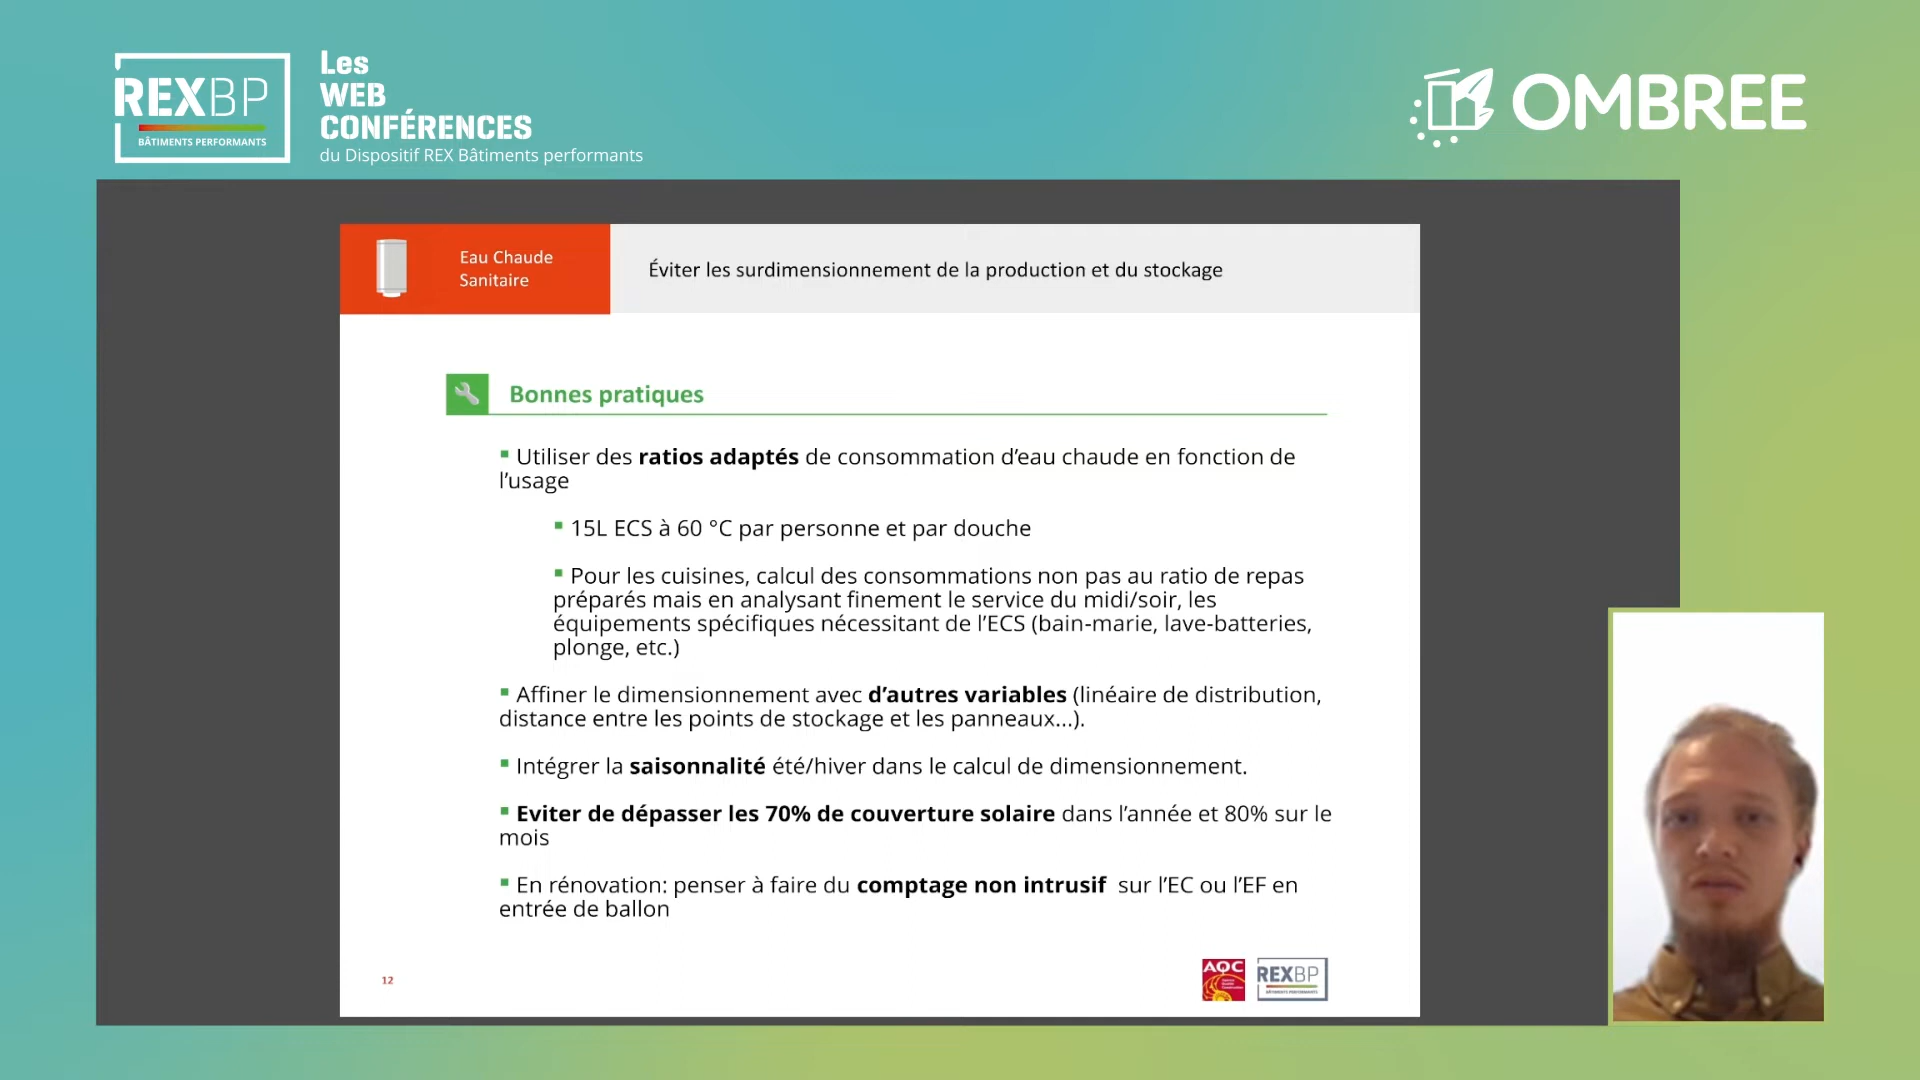 REXBP
BÂTIMENTS PERFORMANTS
Les
WEB
CONFÉRENCES
du Dispositif REX Bâtiments performants
OMBREE
Eau Chaude
Sanitaire
Éviter les surdimensionnement de la production et du stockage
Bonnes pratiques
▪ Utiliser des ratios adaptés de consommation d’eau chaude en fonction de
l’usage
▪ 15L ECS à 60 °C par personne et par douche
▪ Pour les cuisines, calcul des consommations non pas au ratio de repas
préparés mais en analysant finement le service du midi/soir, les
équipements spécifiques nécessitant de l’ECS (bain-marie, lave-batteries,
plonge, etc.)
▪ Affiner le dimensionnement avec d’autres variables (linéaire de distribution,
distance entre les points de stockage et les panneaux...).
▪ Intégrer la saisonnalité été/hiver dans le calcul de dimensionnement.
▪ Eviter de dépasser les 70% de couverture solaire dans l’année et 80% sur le
mois
▪ En rénovation: penser à faire du comptage non intrusif sur l’EC ou l’EF en
entrée de ballon
12
AQC
REXBP
BÂTIMENTS PERFORMANTS